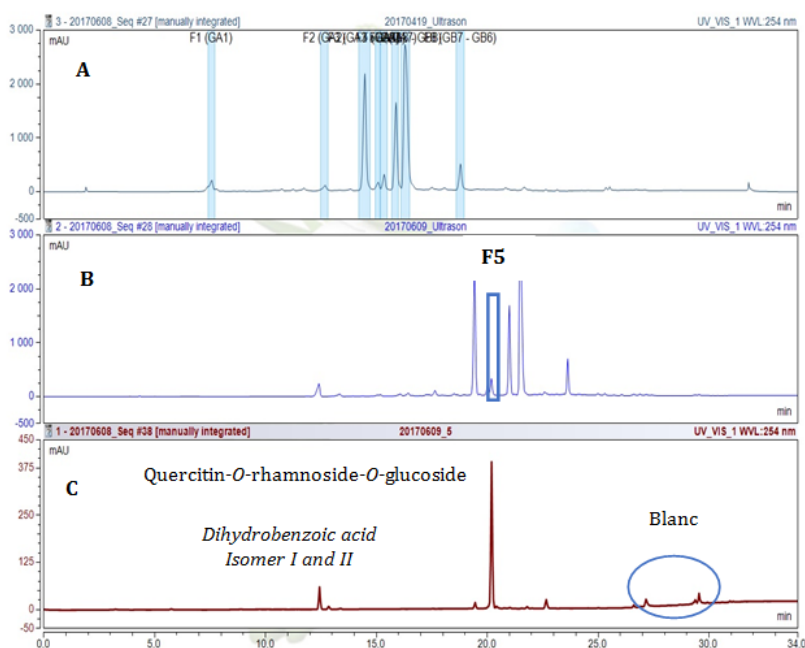 3 - 20170608_Seq #27 [manually integrated] 20170419_Ultrason UV_VIS_1 WVL:254 nm
3 000
mAU
F1 (GA1) F2 (GA2) GB7 - GB6)
A
2 000
1 000
0
-500
min
2 - 20170608_Seq #28 [manually integrated] 20170609_Ultrason UV_VIS_1 WVL:254 nm
3 000
mAU
F5
B
2 000
1 000
0
-500
min
1 - 20170608_Seq #38 [manually integrated] 20170609_5 UV_VIS_1 WVL:254 nm
450
mAU
375
Quercitin-O-rhamnoside-O-glucoside
C
250
Blanc
Dihydrobenzoic acid
Isomer I and II
125
0
-50
min
0.0 5.0 10.0 15.0 20.0 25.0 30.0 34.0